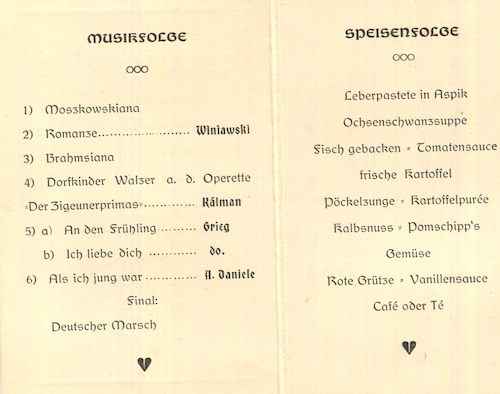 MUSIKFOLGE
1) Moszkowskiana
2) Romanze...................... Winiawski
3) Brahmsiana
4) Dorfkinder Walzer a. d. Operette
=Der Zigeunerprimas=........... Kálman
5) a) An den Frühling.......... Grieg
b) Ich liebe dich ........... do.
6) Als ich jung war ............ A. Daniele
Final:
Deutscher Marsch
SPEISENFOLGE
Leberpastete in Aspik
Ochsenschwanzsuppe
Fisch gebacken = Tomatensauce
frische Kartoffel
Pöckelzunge = Kartoffelpurée
Kalbsnuss = Pomschipp's
Gemüse
Rote Grütze = Vanillensauce
Café oder Té